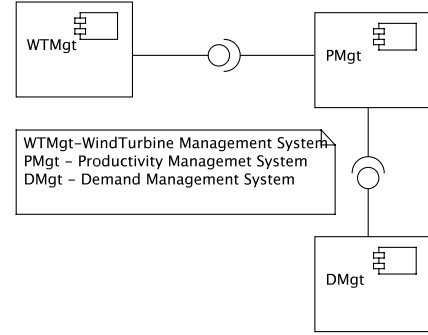 WTMgt
PMgt
WTMgt-WindTurbine Management System
PMgt – Productivity Managemet System
DMgt – Demand Management System
DMgt